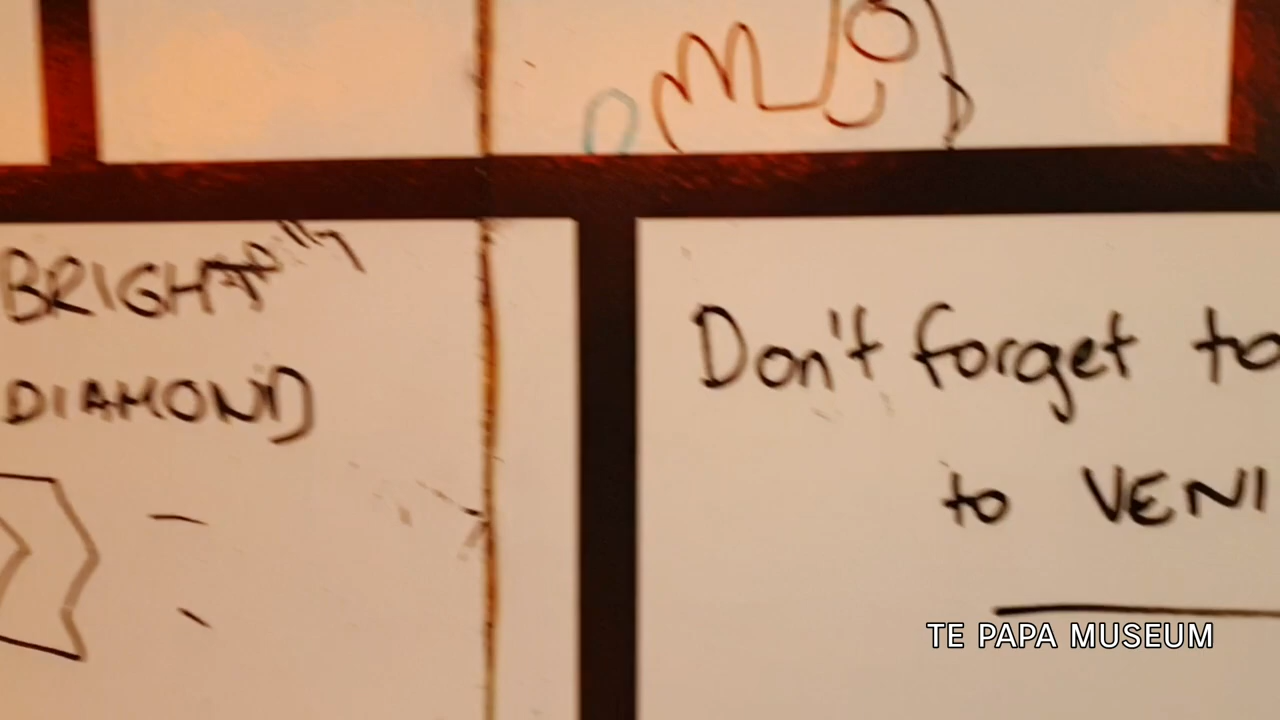 BRIGHT
DIAMOND
Don't forget to
to VENI
TE PAPA MUSEUM